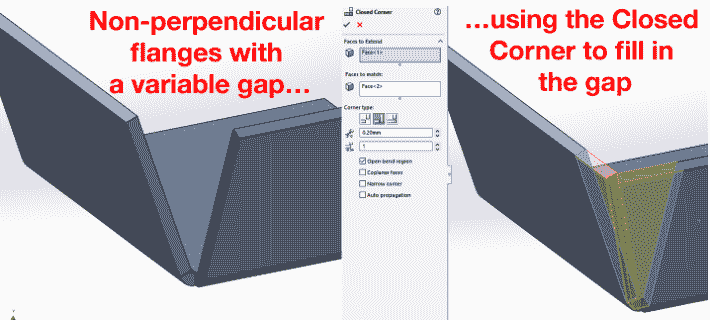 Non-perpendicular
flanges with
a variable gap...
Closed Corner
Faces to Extend
Face<1>
Faces to match:
Face<2>
Corner type:
0.20mm
1
Open bend region
Coplanar faces
Narrow corner
Auto propagation
...using the Closed
Corner to fill in
the gap